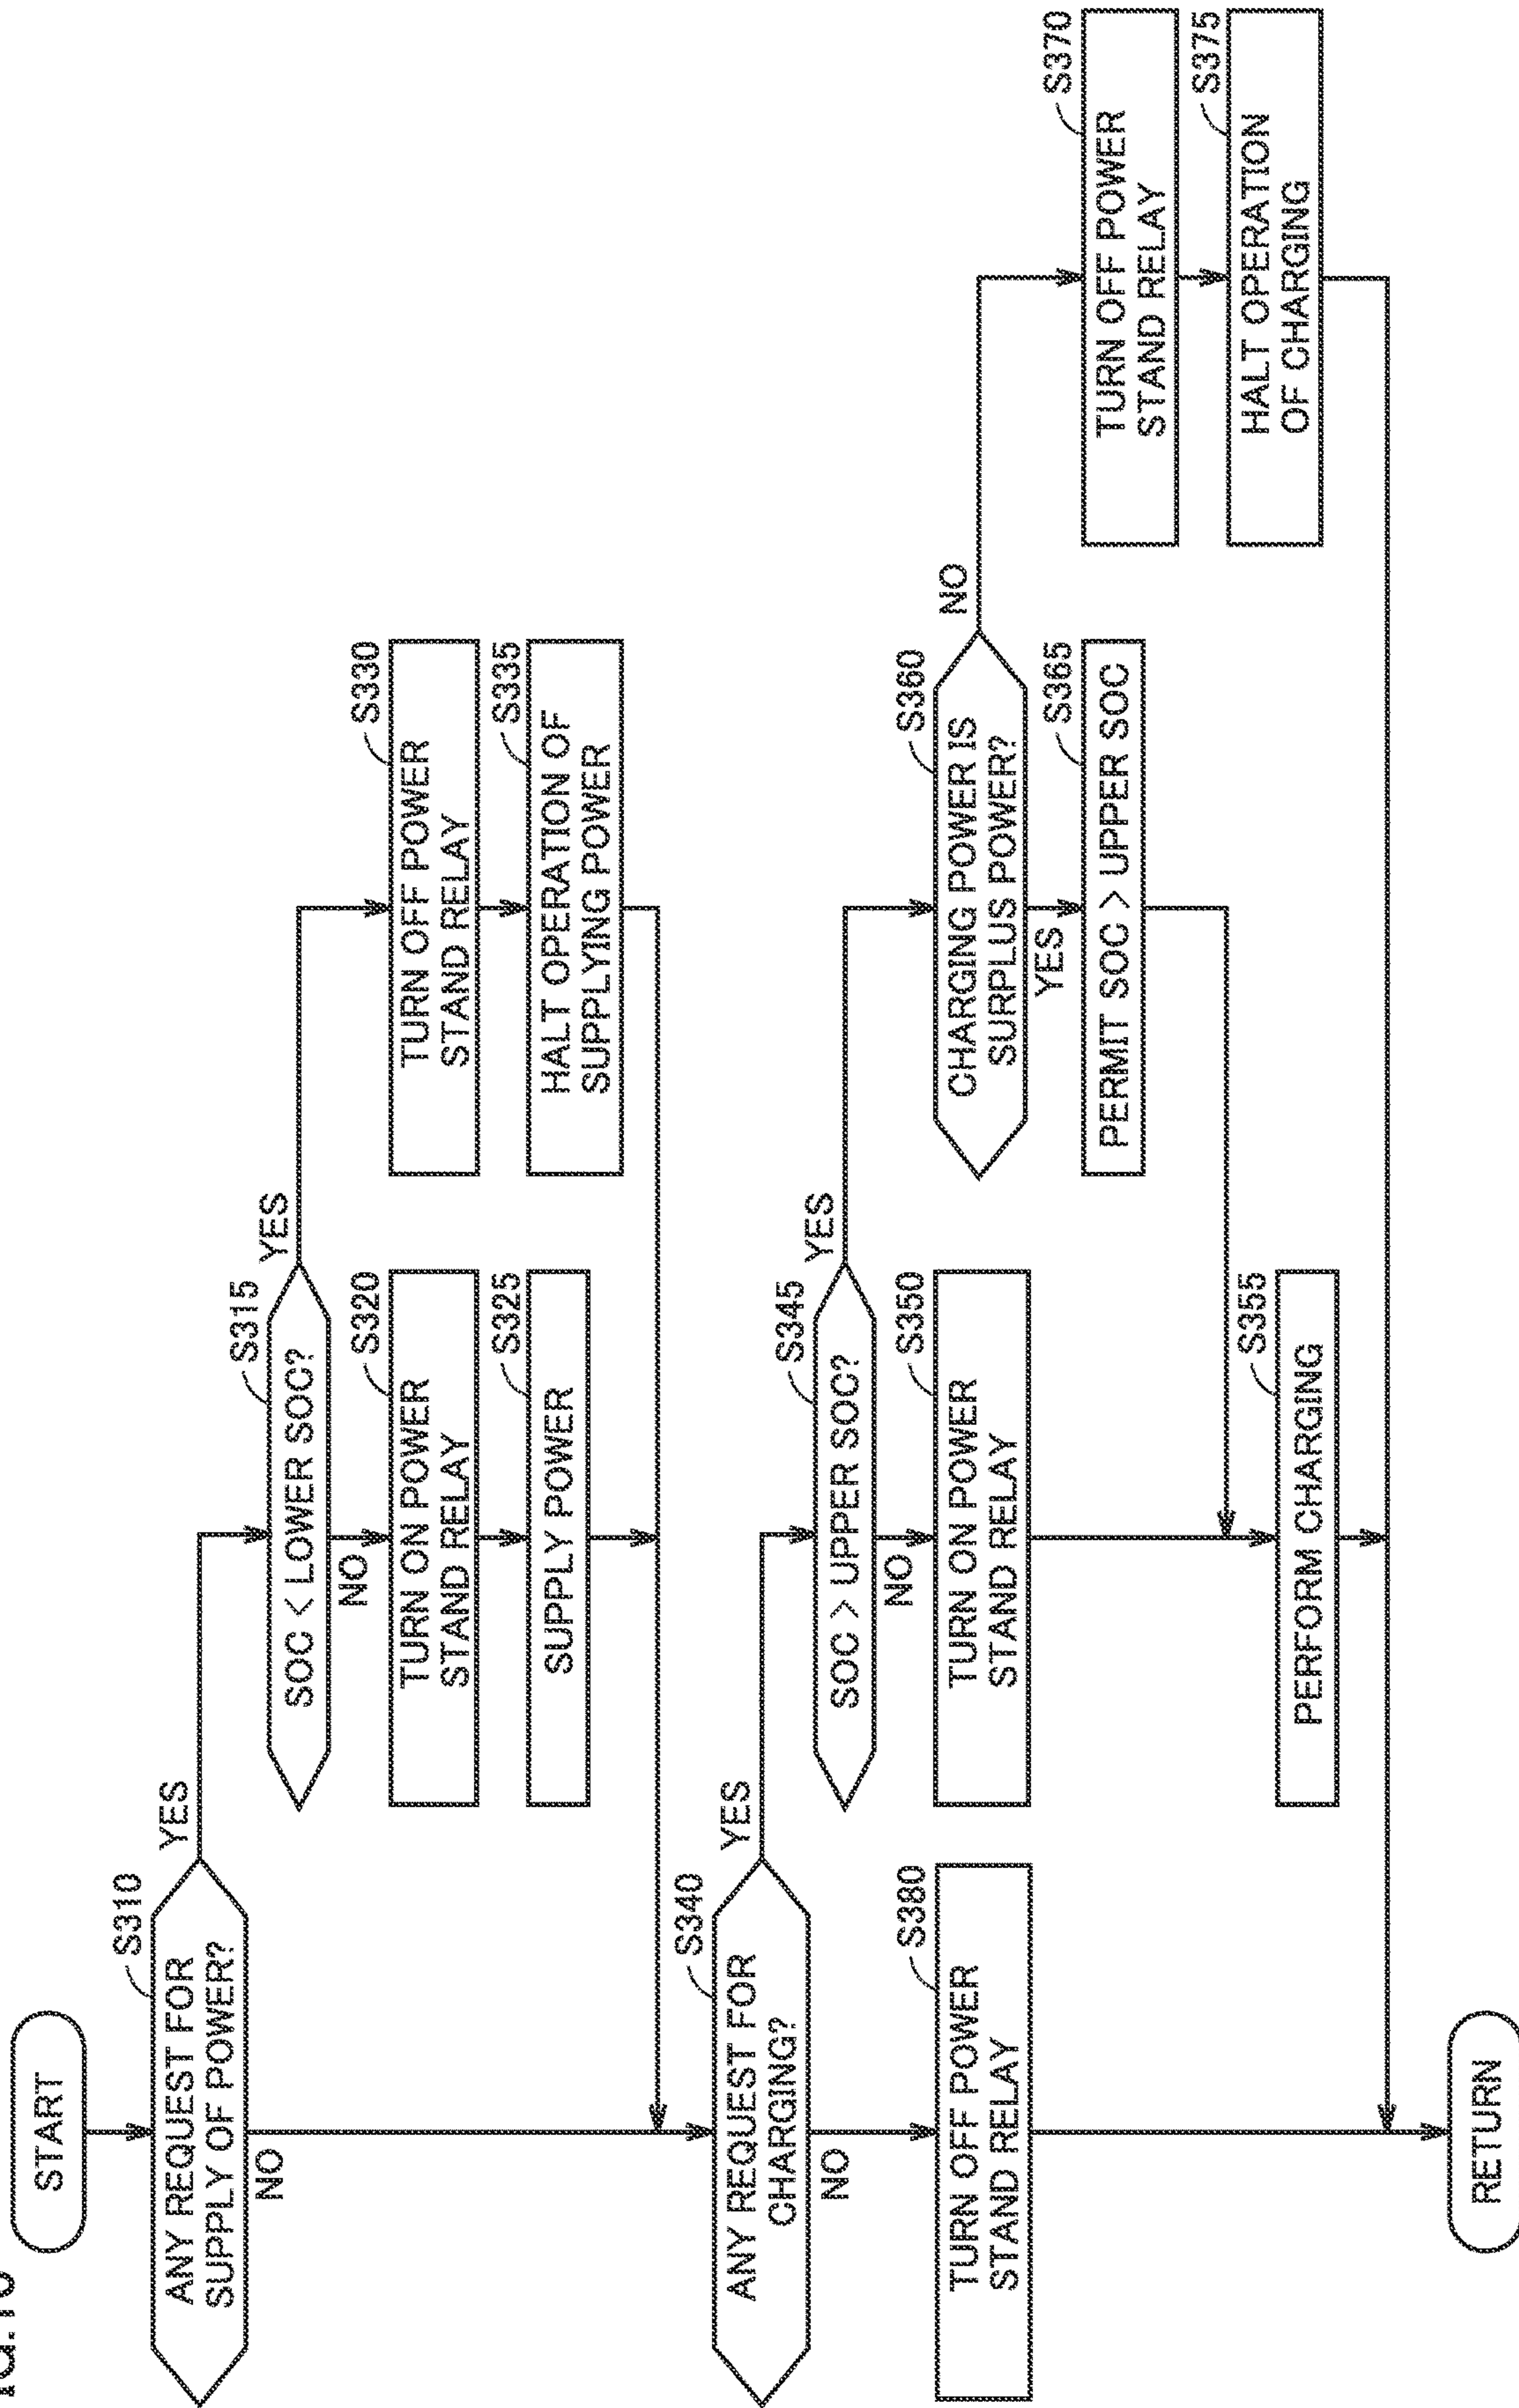 START
S310
ANY REQUEST FOR
SUPPLY OF POWER?
YES
NO
S315
SOC < LOWER SOC?
YES
NO
S320
TURN ON POWER
STAND RELAY
S325
SUPPLY POWER
S330
TURN OFF POWER
STAND RELAY
S335
HALT OPERATION OF
SUPPLYING POWER
S340
ANY REQUEST FOR
CHARGING?
YES
NO
S345
SOC > UPPER SOC?
YES
NO
S350
TURN ON POWER
STAND RELAY
S355
PERFORM CHARGING
S360
CHARGING POWER IS
SURPLUS POWER?
NO
YES
S365
PERMIT SOC > UPPER SOC
S370
TURN OFF POWER
STAND RELAY
S375
HALT OPERATION
OF CHARGING
S380
TURN OFF POWER
STAND RELAY
RETURN